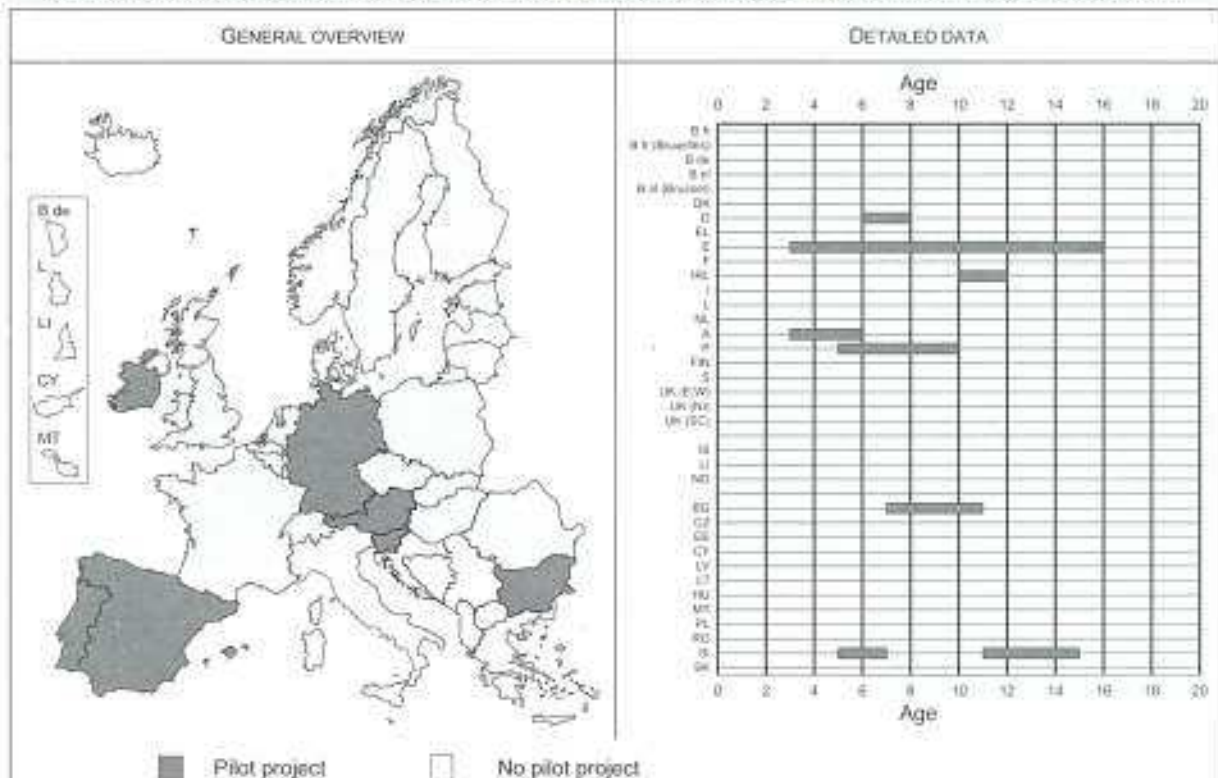 GENERAL OVERVIEW
DETAILED DATA
Age
0 2 4 6 8 10 12 14 16 18 20
B de
L
LI
CY
MT
B fr
B fr (Bruxelles)
B de
B nl
B nl (Brussel)
DK
D
EL
E
F
IRL
I
L
NL
A
P
FIN
S
UK (E/W)
UK (NI)
UK (SC)
IS
LI
NO
BG
CZ
EE
CY
LV
LT
HU
MT
PL
RO
SI
SK
0 2 4 6 8 10 12 14 16 18 20
Age
Pilot project
No pilot project